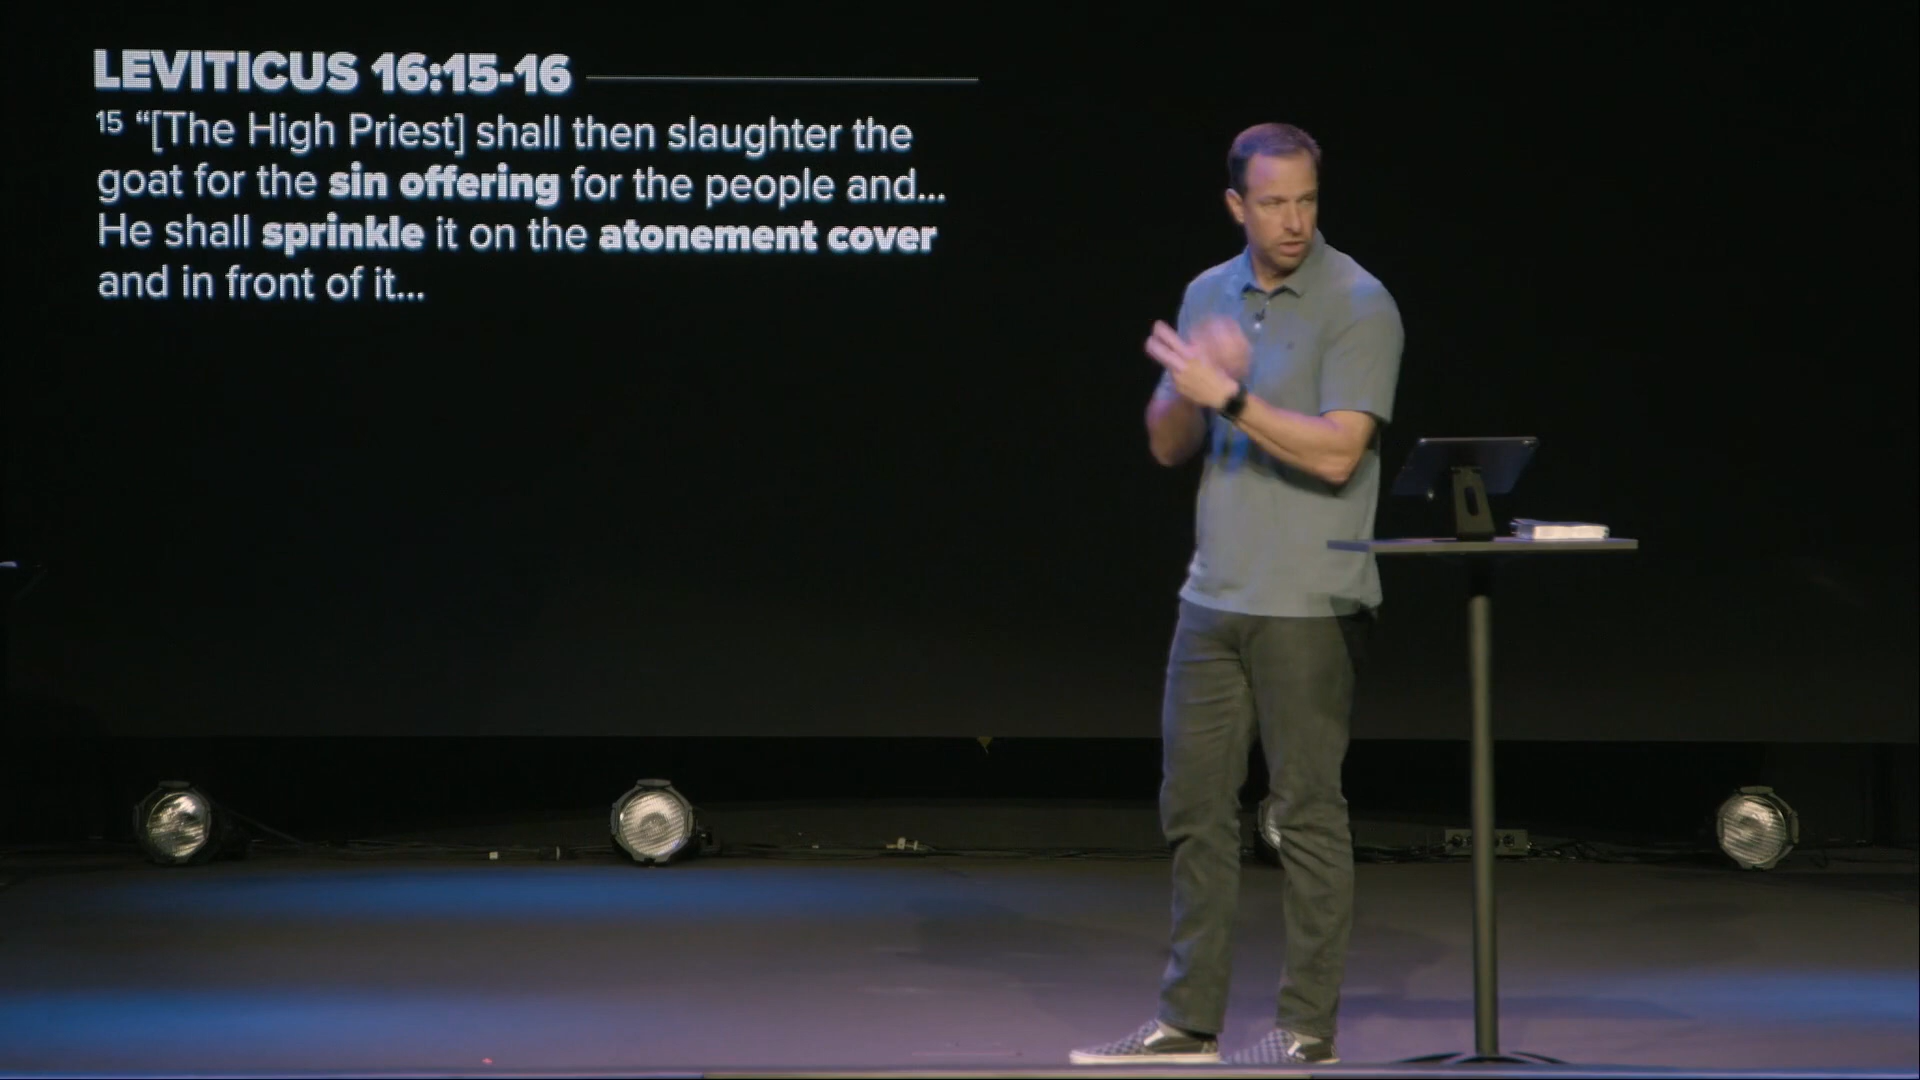 LEVITICUS 16:15-16
15 “[The High Priest] shall then slaughter the
goat for the sin offering for the people and...
He shall sprinkle it on the atonement cover
and in front of it...